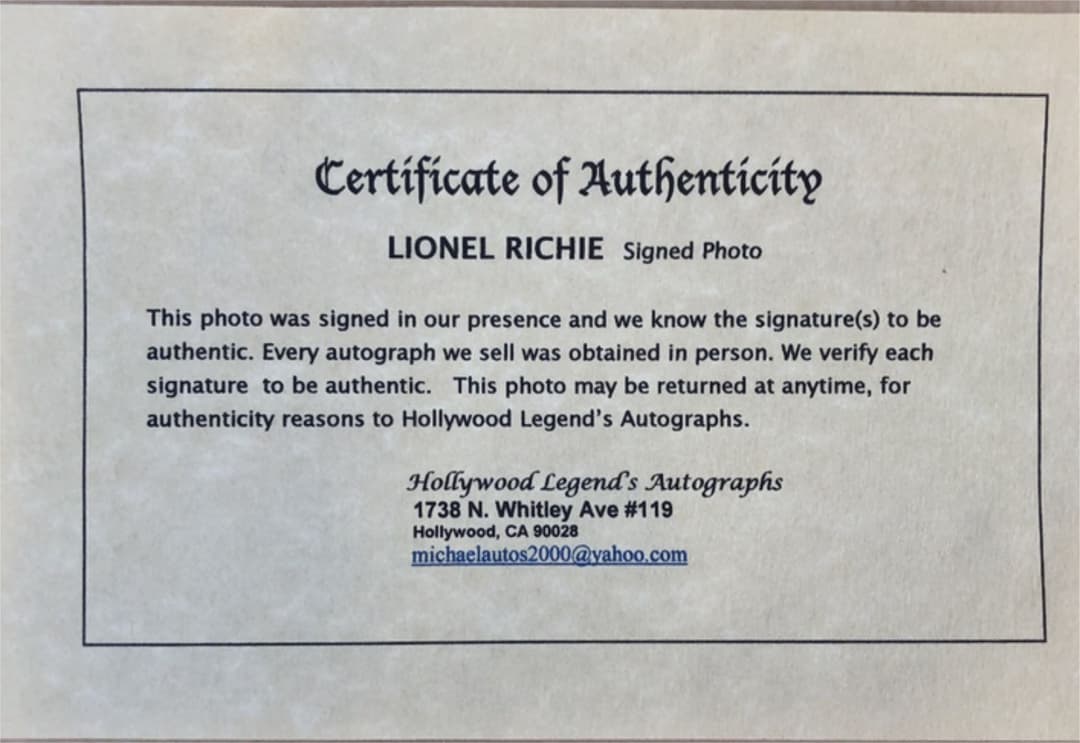 Certificate of Authenticity
LIONEL RICHIE Signed Photo
This photo was signed in our presence and we know the signature(s) to be
authentic. Every autograph we sell was obtained in person. We verify each
signature to be authentic. This photo may be returned at anytime, for
authenticity reasons to Hollywood Legend's Autographs.
Hollywood Legend's Autographs
1738 N. Whitley Ave #119
Hollywood, CA 90028
michaelautos2000@yahoo.com